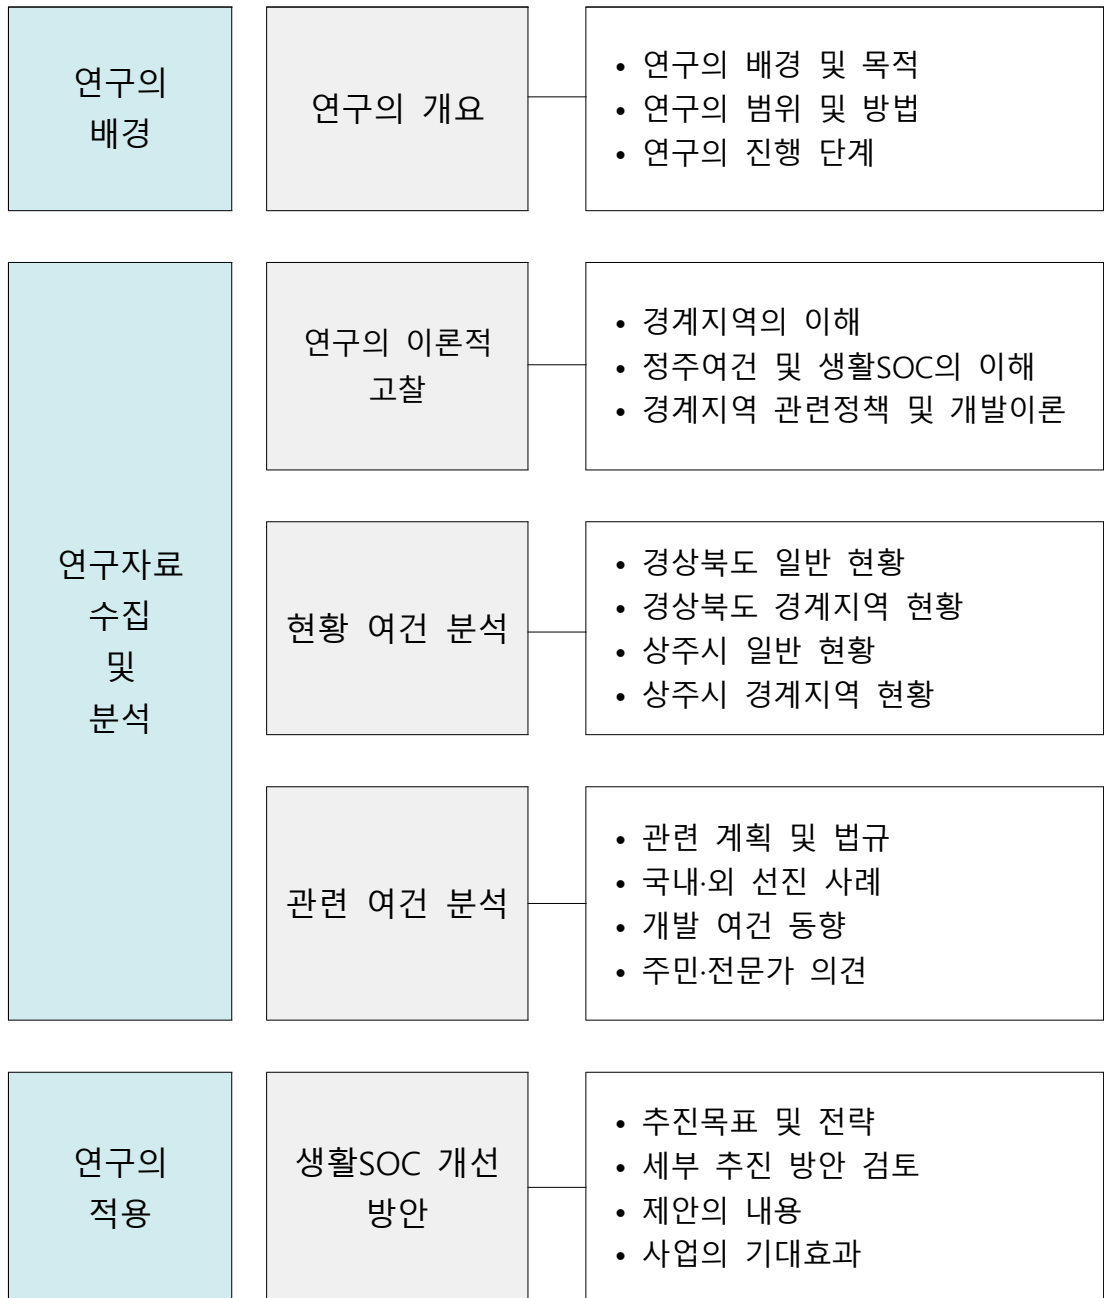 연구의
배경
연구의 개요
• 연구의 배경 및 목적
• 연구의 범위 및 방법
• 연구의 진행 단계
연구자료
수집
및
분석
연구의 이론적
고찰
• 경계지역의 이해
• 정주여건 및 생활SOC의 이해
• 경계지역 관련정책 및 개발이론
현황 여건 분석
• 경상북도 일반 현황
• 경상북도 경계지역 현황
• 상주시 일반 현황
• 상주시 경계지역 현황
관련 여건 분석
• 관련 계획 및 법규
• 국내·외 선진 사례
• 개발 여건 동향
• 주민·전문가 의견
연구의
적용
생활SOC 개선
방안
• 추진목표 및 전략
• 세부 추진 방안 검토
• 제안의 내용
• 사업의 기대효과